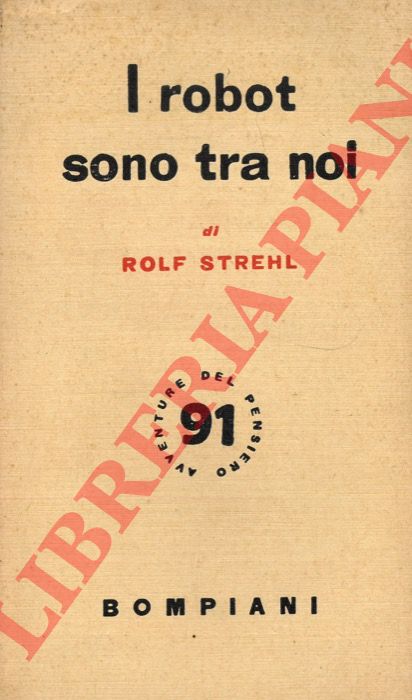 I robot
sono tra noi
di
ROLF STREHL
AVVENTURE DEL PENSIERO
91
BOMPIANI
LIBRERIA PIANI